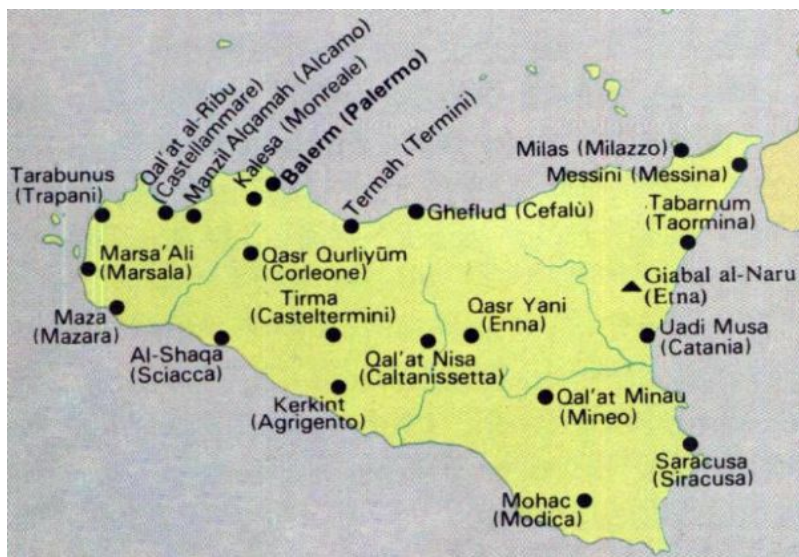 Tarabunus
(Trapani)
Qal'at al-Ribu
(Castellammare)
Manzil Alqamah (Alcamo)
Kalesa (Monreale)
Balerm (Palermo)
Termah (Termini)
Gheflud (Cefalù)
Milas (Milazzo)
Messini (Messina)
Tabarnum
(Taormina)
Marsa'Ali
(Marsala)
Qasr Qurliyūm
(Corleone)
Giabal al-Naru
(Etna)
Maza
(Mazara)
Tirma
(Casteltermini)
Qasr Yani
(Enna)
Uadi Musa
(Catania)
Al-Shaqa
(Sciacca)
Qal'at Nisa
(Caltanissetta)
Kerkint
(Agrigento)
Qal'at Minau
(Mineo)
Saracusa
(Siracusa)
Mohac
(Modica)